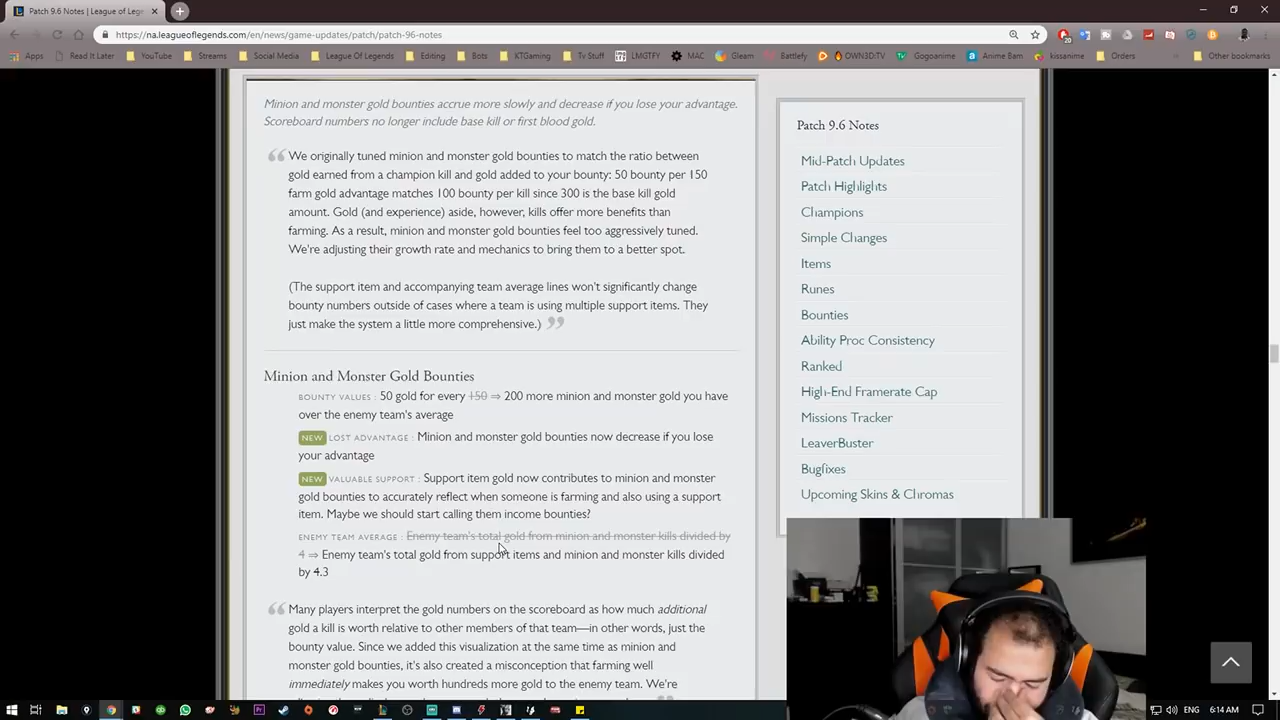 Patch 9.6 Notes | League of Lege
https://na.leagueoflegends.com/en/news/game-updates/patch/patch-96-notes
Apps Read It Later YouTube Streams Social Media League Of Legends Editing Bots KTGaming Tv Stuff LMGTFY MAC Gleam Battlefy OWN3D:TV Gogoanime Anime Bam kissanime Orders Other bookmarks
Minion and monster gold bounties accrue more slowly and decrease if you lose your advantage.
Scoreboard numbers no longer include base kill or first blood gold.
We originally tuned minion and monster gold bounties to match the ratio between
gold earned from a champion kill and gold added to your bounty: 50 bounty per 150
farm gold advantage matches 100 bounty per kill since 300 is the base kill gold
amount. Gold (and experience) aside, however, kills offer more benefits than
farming. As a result, minion and monster gold bounties feel too aggressively tuned.
We're adjusting their growth rate and mechanics to bring them to a better spot.
(The support item and accompanying team average lines won't significantly change
bounty numbers outside of cases where a team is using multiple support items. They
just make the system a little more comprehensive.)
Minion and Monster Gold Bounties
BOUNTY VALUES : 50 gold for every 150 ⇒ 200 more minion and monster gold you have
over the enemy team's average
NEW LOST ADVANTAGE : Minion and monster gold bounties now decrease if you lose
your advantage
NEW VALUABLE SUPPORT : Support item gold now contributes to minion and monster
gold bounties to accurately reflect when someone is farming and also using a support
item. Maybe we should start calling them income bounties?
ENEMY TEAM AVERAGE : Enemy team's total gold from minion and monster kills divided by
4 ⇒ Enemy team's total gold from support items and minion and monster kills divided
by 4.3
Many players interpret the gold numbers on the scoreboard as how much additional
gold a kill is worth relative to other members of that team—in other words, just the
bounty value. Since we added this visualization at the same time as minion and
monster gold bounties, it's also created a misconception that farming well
immediately makes you worth hundreds more gold to the enemy team. We're
Patch 9.6 Notes
Mid-Patch Updates
Patch Highlights
Champions
Simple Changes
Items
Runes
Bounties
Ability Proc Consistency
Ranked
High-End Framerate Cap
Missions Tracker
LeaverBuster
Bugfixes
Upcoming Skins & Chromas
ENG 6:14 AM